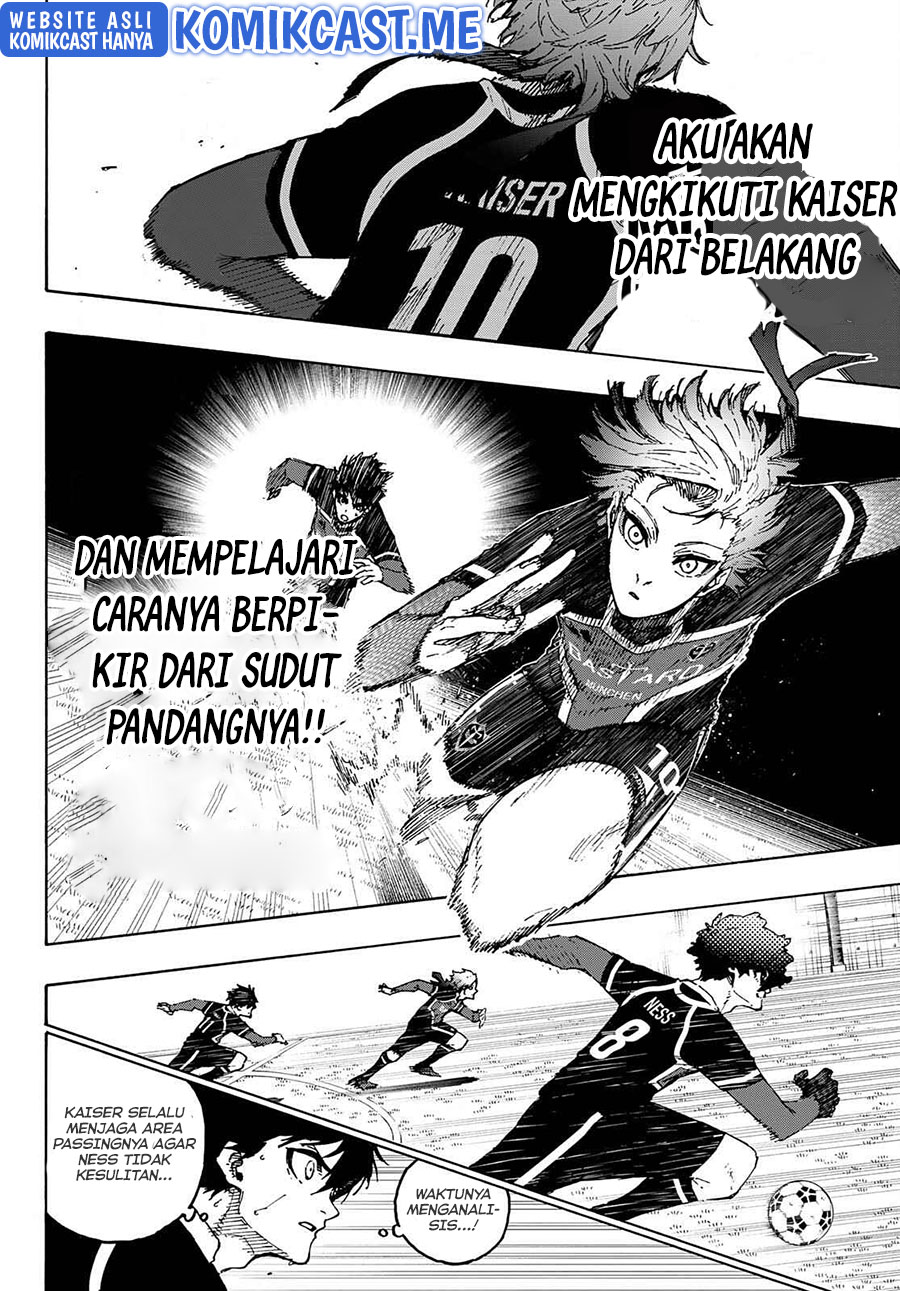 WEBSITE ASLI
KOMIKCAST HANYA
KOMIKCAST.ME
KAISER
10
AKU AKAN
MENGKIKUTI KAISER
DARI BELAKANG
DAN MEMPELAJARI
CARANYA BERPI-
KIR DARI SUDUT
PANDANGNYA!!
BASTARD
MÜNCHEN
10
NESS
8
11
KAISER SELALU
MENJAGA AREA
PASSINGNYA AGAR
NESS TIDAK
KESULITAN...
WAKTUNYA
MENGANALI-
SIS...!